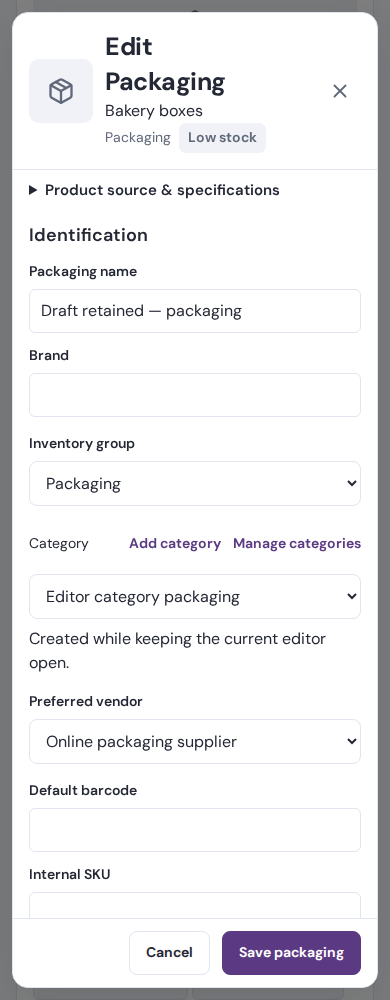 Edit
Packaging
Bakery boxes
Packaging Low stock
Product source & specifications
Identification
Packaging name
Draft retained — packaging
Brand
Inventory group
Packaging
Category Add category Manage categories
Editor category packaging
Created while keeping the current editor
open.
Preferred vendor
Online packaging supplier
Default barcode
Internal SKU
Cancel Save packaging